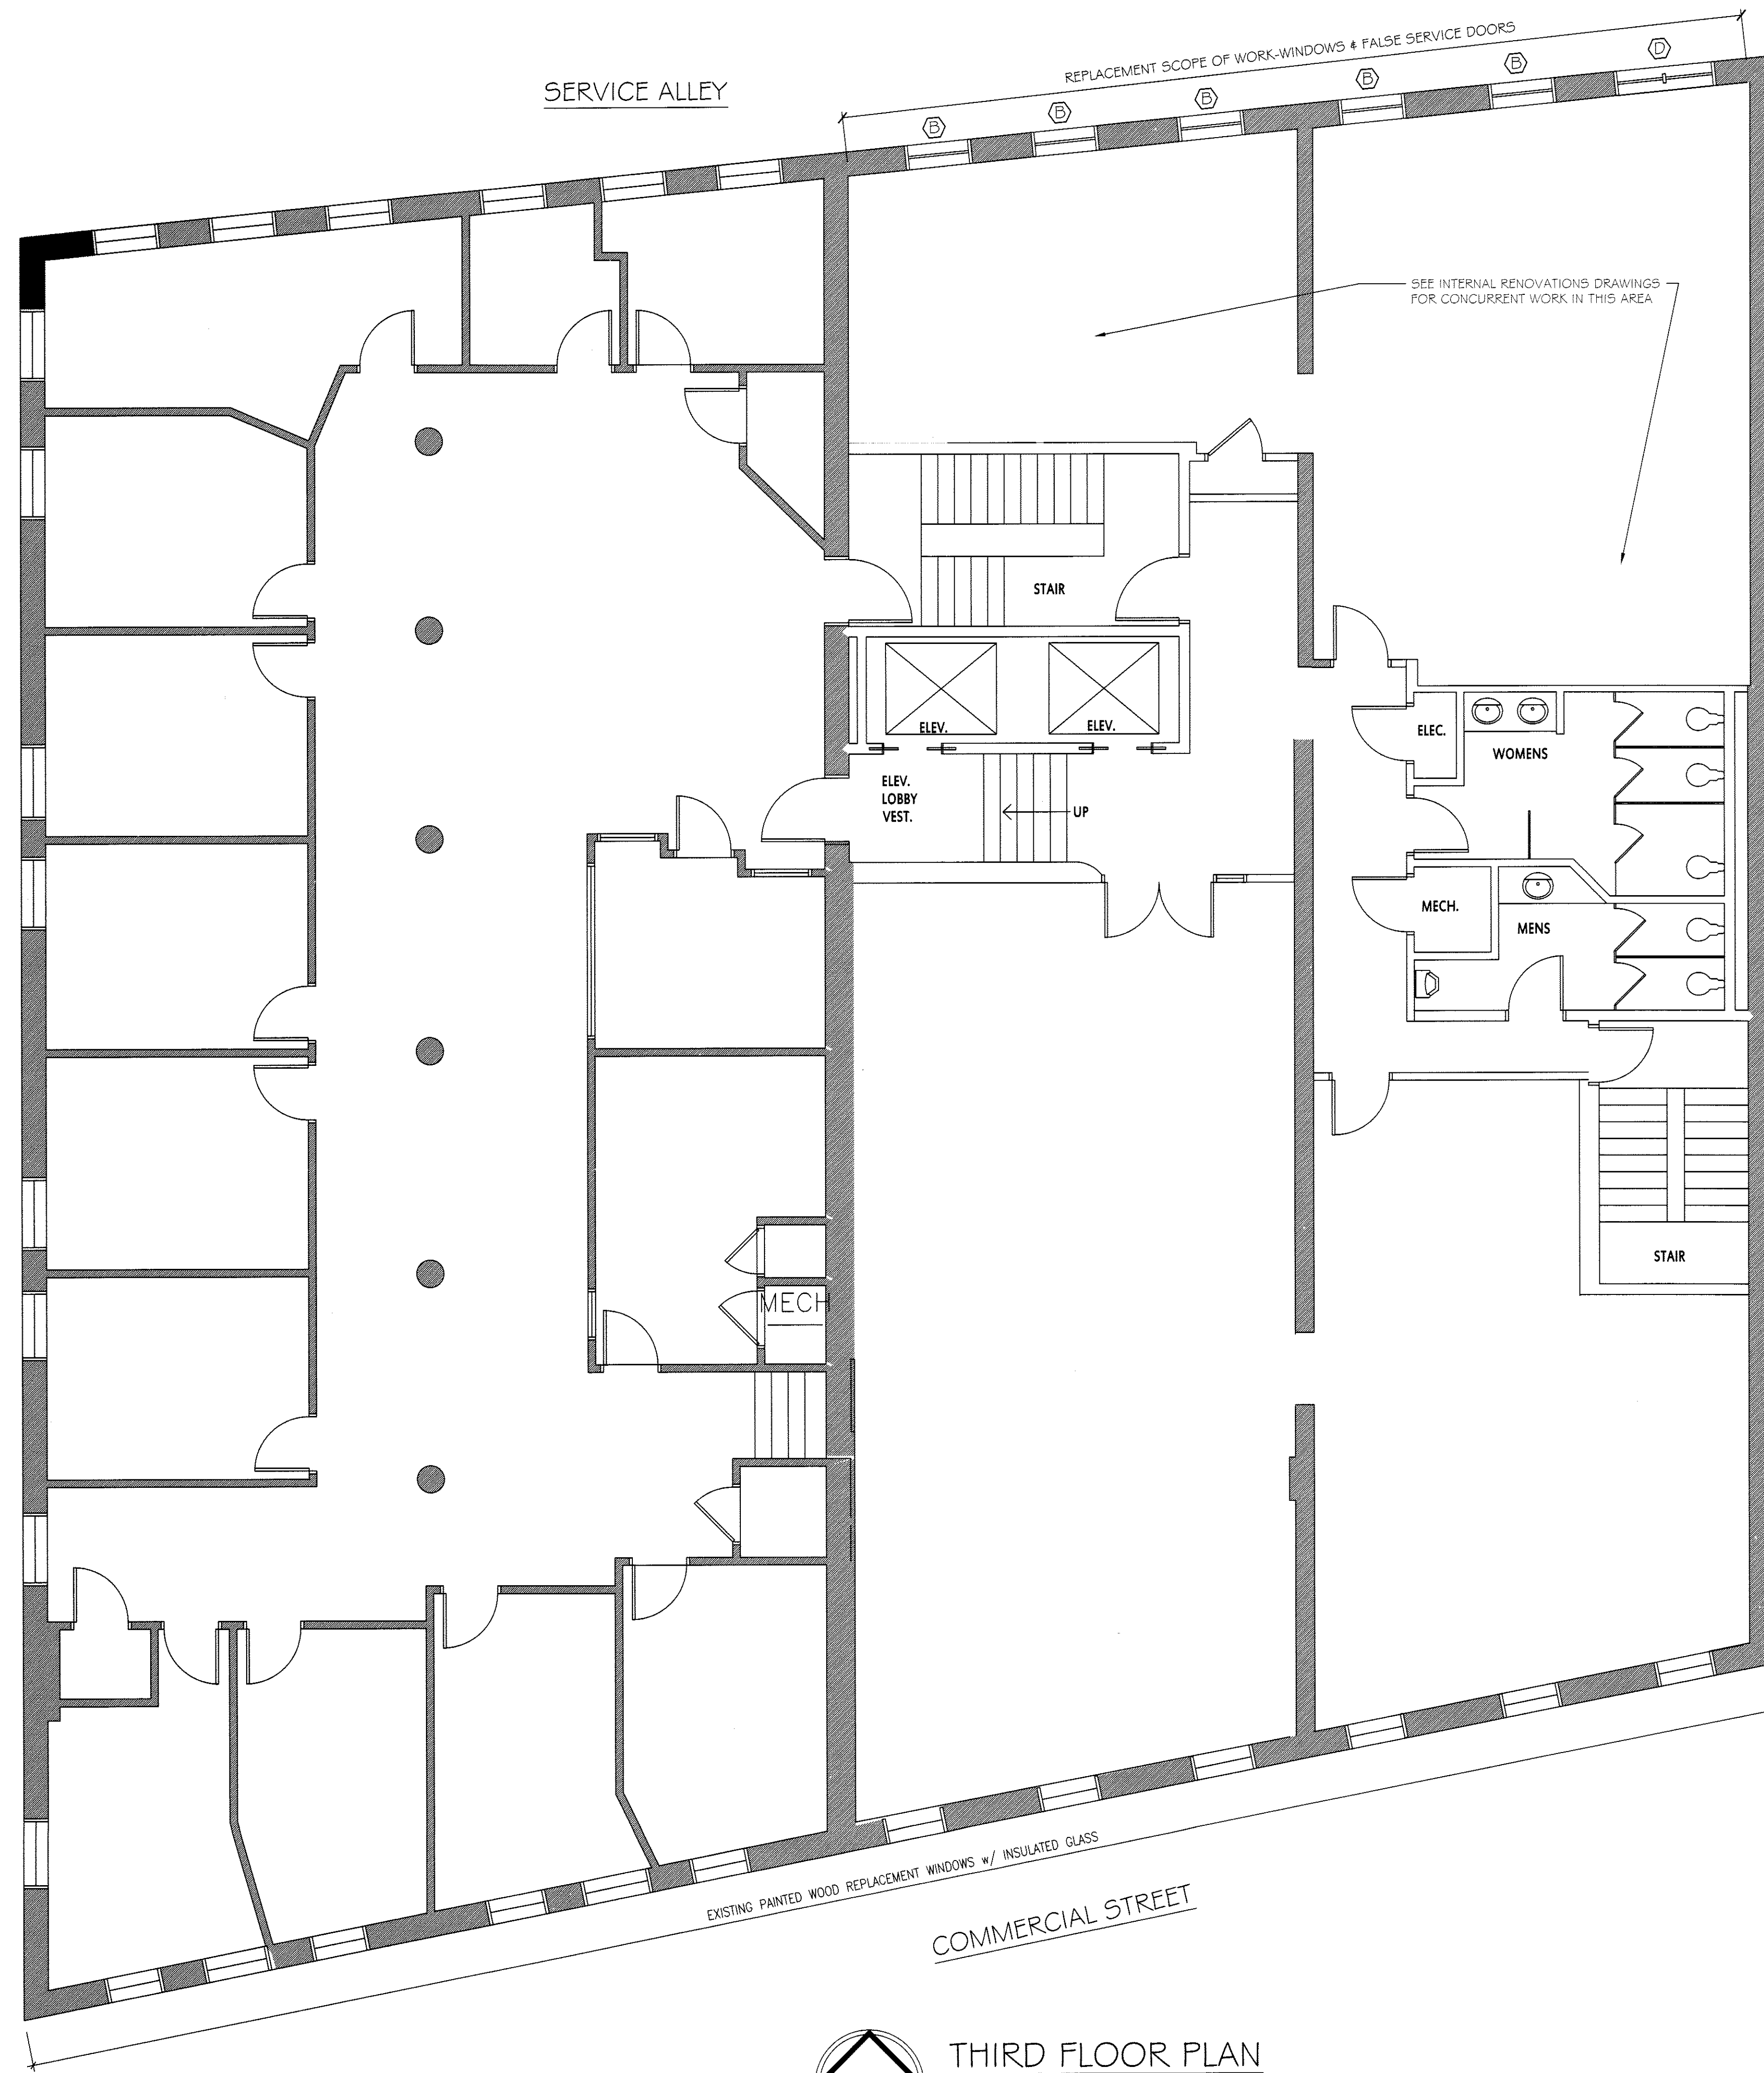 REPLACEMENT SCOPE OF WORK-WINDOWS & FALSE SERVICE DOORS
SERVICE ALLEY
B
B
B
B
B
D
SEE INTERNAL RENOVATIONS DRAWINGS
FOR CONCURRENT WORK IN THIS AREA
STAIR
ELEV.
ELEV.
ELEC.
WOMENS
ELEV.
LOBBY
VEST.
UP
MECH.
MENS
STAIR
MECH
EXISTING PAINTED WOOD REPLACEMENT WINDOWS w/ INSULATED GLASS
COMMERCIAL STREET
THIRD FLOOR PLAN